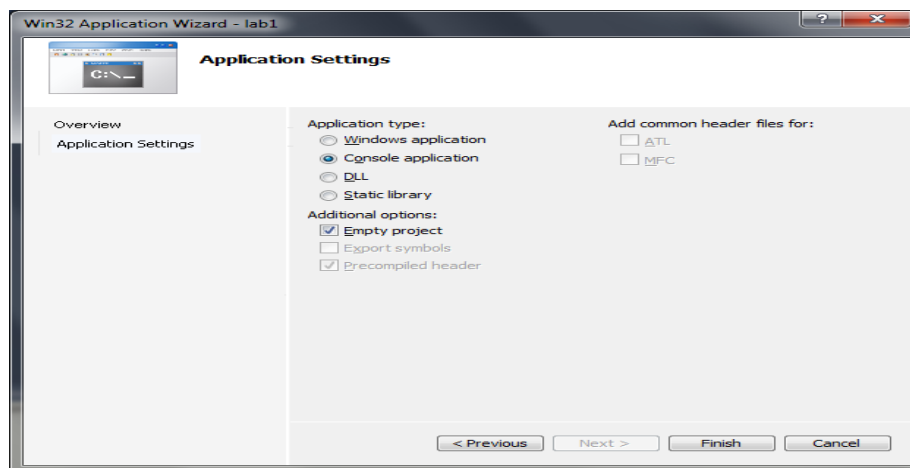 Win32 Application Wizard - lab1
?
C:\_
Application Settings
Overview
Application Settings
Application type:
Windows application
Console application
DLL
Static library
Additional options:
Empty project
Export symbols
Precompiled header
Add common header files for:
ATL
MFC
< Previous
Next >
Finish
Cancel